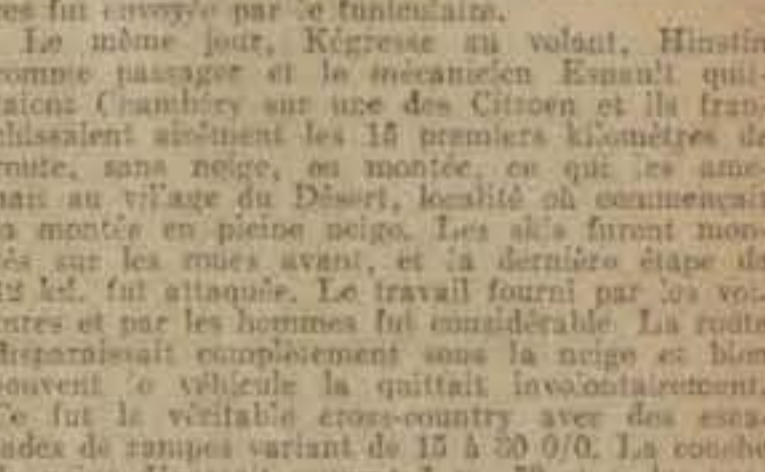 res fut envoyée par le funiculaire.
Le même jour, Kégresse au volant, Hinstin
comme passager et le mécanicien Espault quit-
taient Chambéry sur une des Citroen et ils fran-
chissaient aisément les 15 premiers kilomètres de
route, sans neige, en montée, ce qui les ame-
nait au village du Désert, localité où commençait
la montée en pleine neige. Les skis furent mon-
tés sur les roues avant, et la dernière étape de
12 kil. fut attaquée. Le travail fourni par les voi-
tures et par les hommes fut considérable. La route
disparaissait complètement sous la neige et bien
souvent le véhicule la quittait involontairement.
Ce fut le véritable cross-country avec des esca-
lades de rampes variant de 15 à 30 0/0. La couche